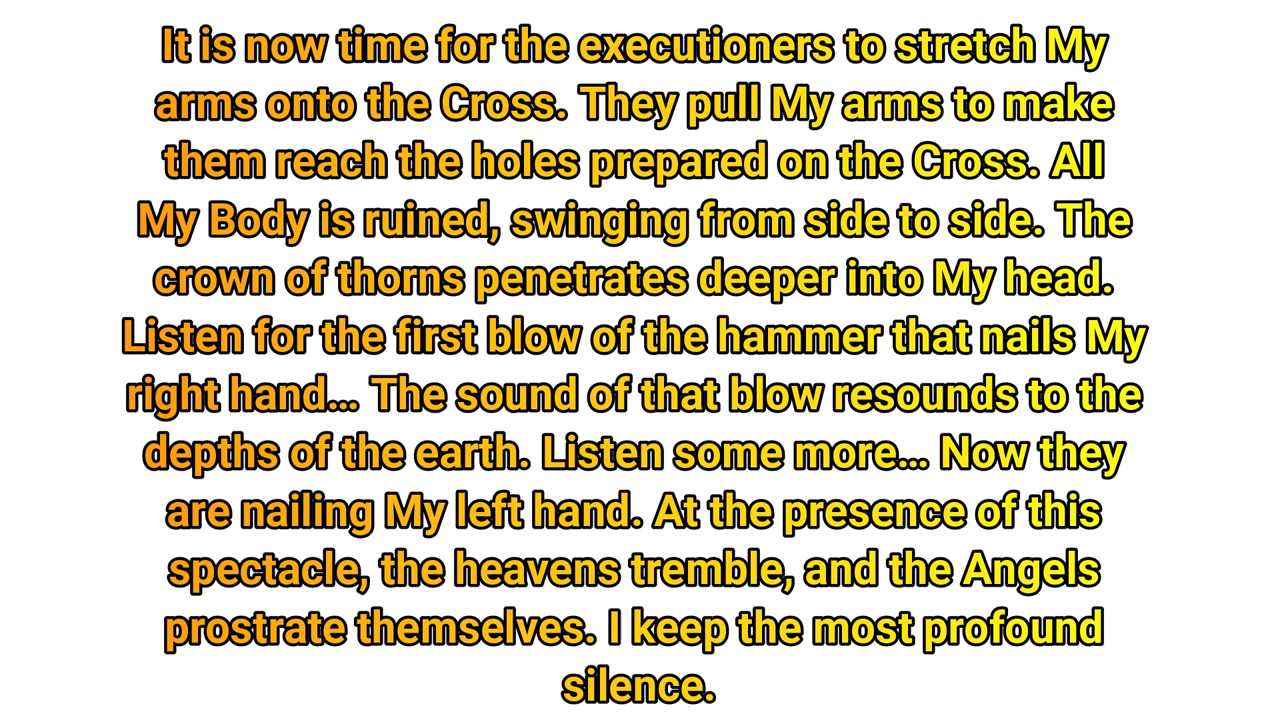 It is now time for the executioners to stretch My
arms onto the Cross. They pull My arms to make
them reach the holes prepared on the Cross. All
My Body is ruined, swinging from side to side. The
crown of thorns penetrates deeper into My head.
Listen for the first blow of the hammer that nails My
right hand... The sound of that blow resounds to the
depths of the earth. Listen some more... Now they
are nailing My left hand. At the presence of this
spectacle, the heavens tremble, and the Angels
prostrate themselves. I keep the most profound
silence.